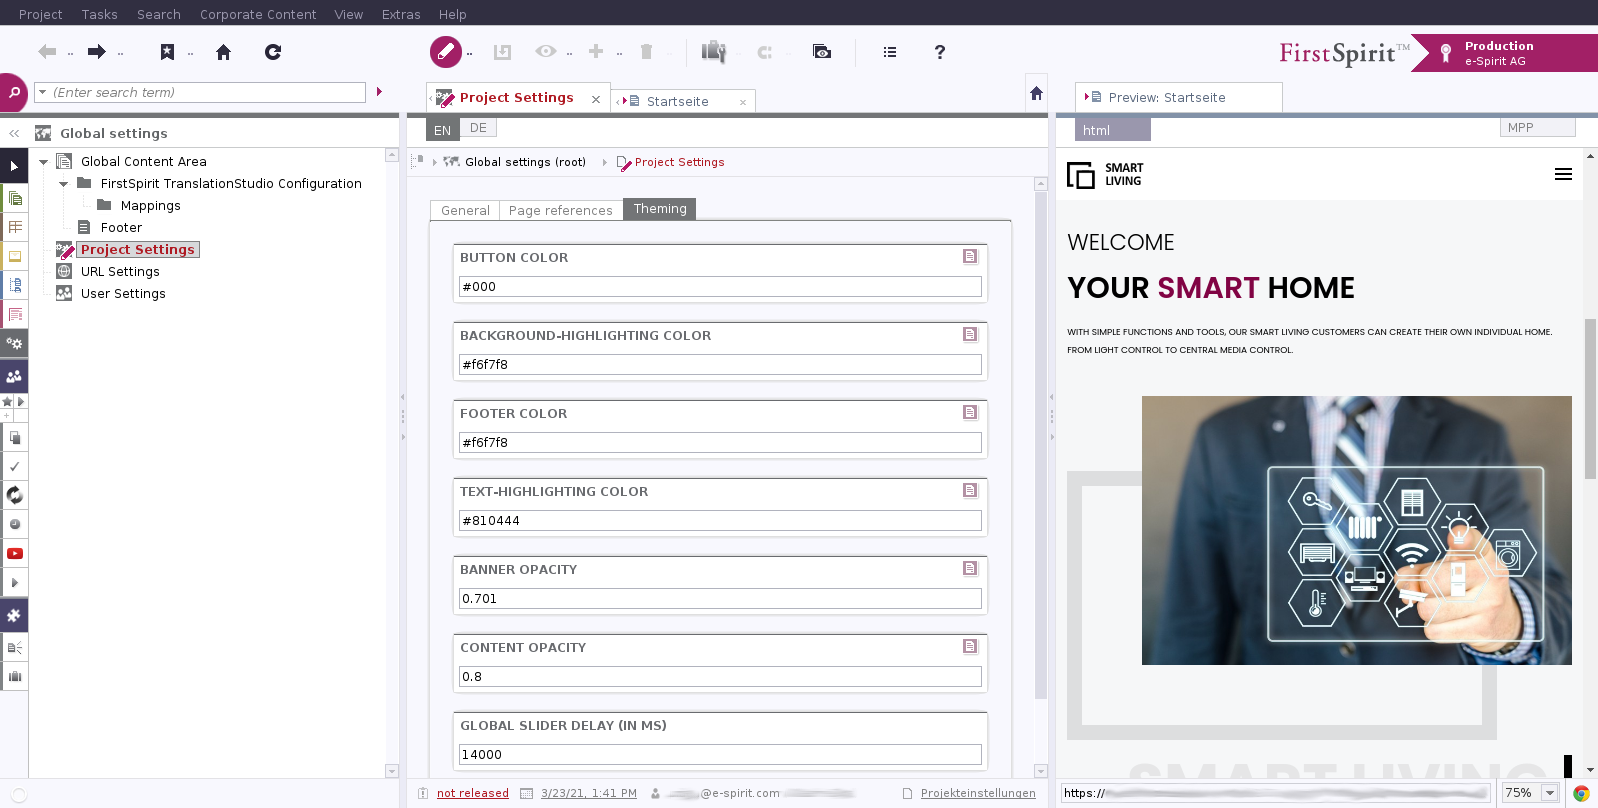 Project Tasks Search Corporate Content View Extras Help
FirstSpirit™
Production
e-Spirit AG
(Enter search term)
Project Settings
Startseite
Preview: Startseite
Global settings
EN DE
html
MPP
Global Content Area
FirstSpirit TranslationStudio Configuration
Mappings
Footer
Project Settings
URL Settings
User Settings
Global settings (root) Project Settings
General Page references Theming
BUTTON COLOR
#000
BACKGROUND-HIGHLIGHTING COLOR
#f6f7f8
FOOTER COLOR
#f6f7f8
TEXT-HIGHLIGHTING COLOR
#810444
BANNER OPACITY
0.701
CONTENT OPACITY
0.8
GLOBAL SLIDER DELAY (IN MS)
14000
not released 3/23/21, 1:41 PM @e-spirit.com Projekteinstellungen
SMART
LIVING
WELCOME
YOUR SMART HOME
WITH SIMPLE FUNCTIONS AND TOOLS, OUR SMART LIVING CUSTOMERS CAN CREATE THEIR OWN INDIVIDUAL HOME.
FROM LIGHT CONTROL TO CENTRAL MEDIA CONTROL.
SMART LIVING
https:// 75%